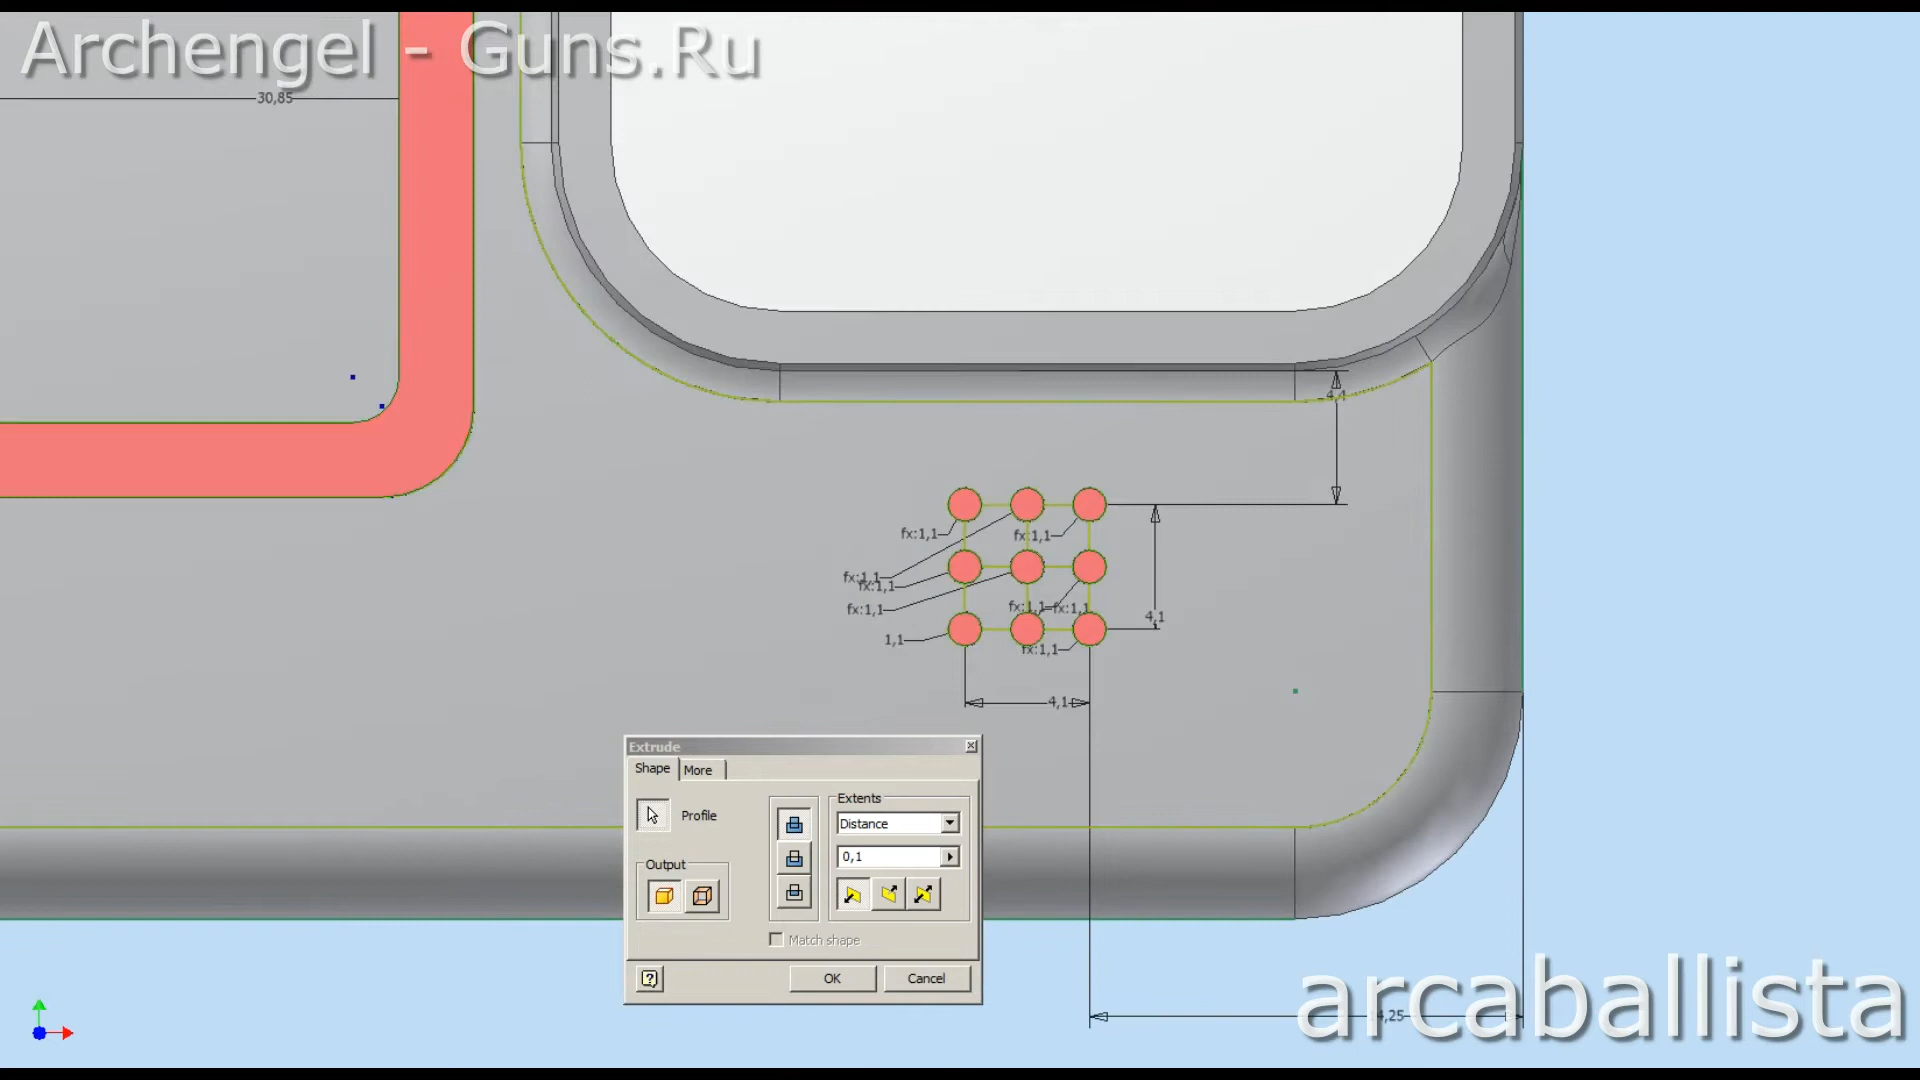 Archengel - Guns.Ru
30,85
4,4
fx:1,1
fx:1,1
fx:1,1
fx:1,1
fx:1,1
fx:1,1
fx:1,1
4,1
1,1
fx:1,1
4,1
Extrude
Shape
More
Profile
Extents
Distance
0,1
Output
Match shape
OK
Cancel
arcaballista